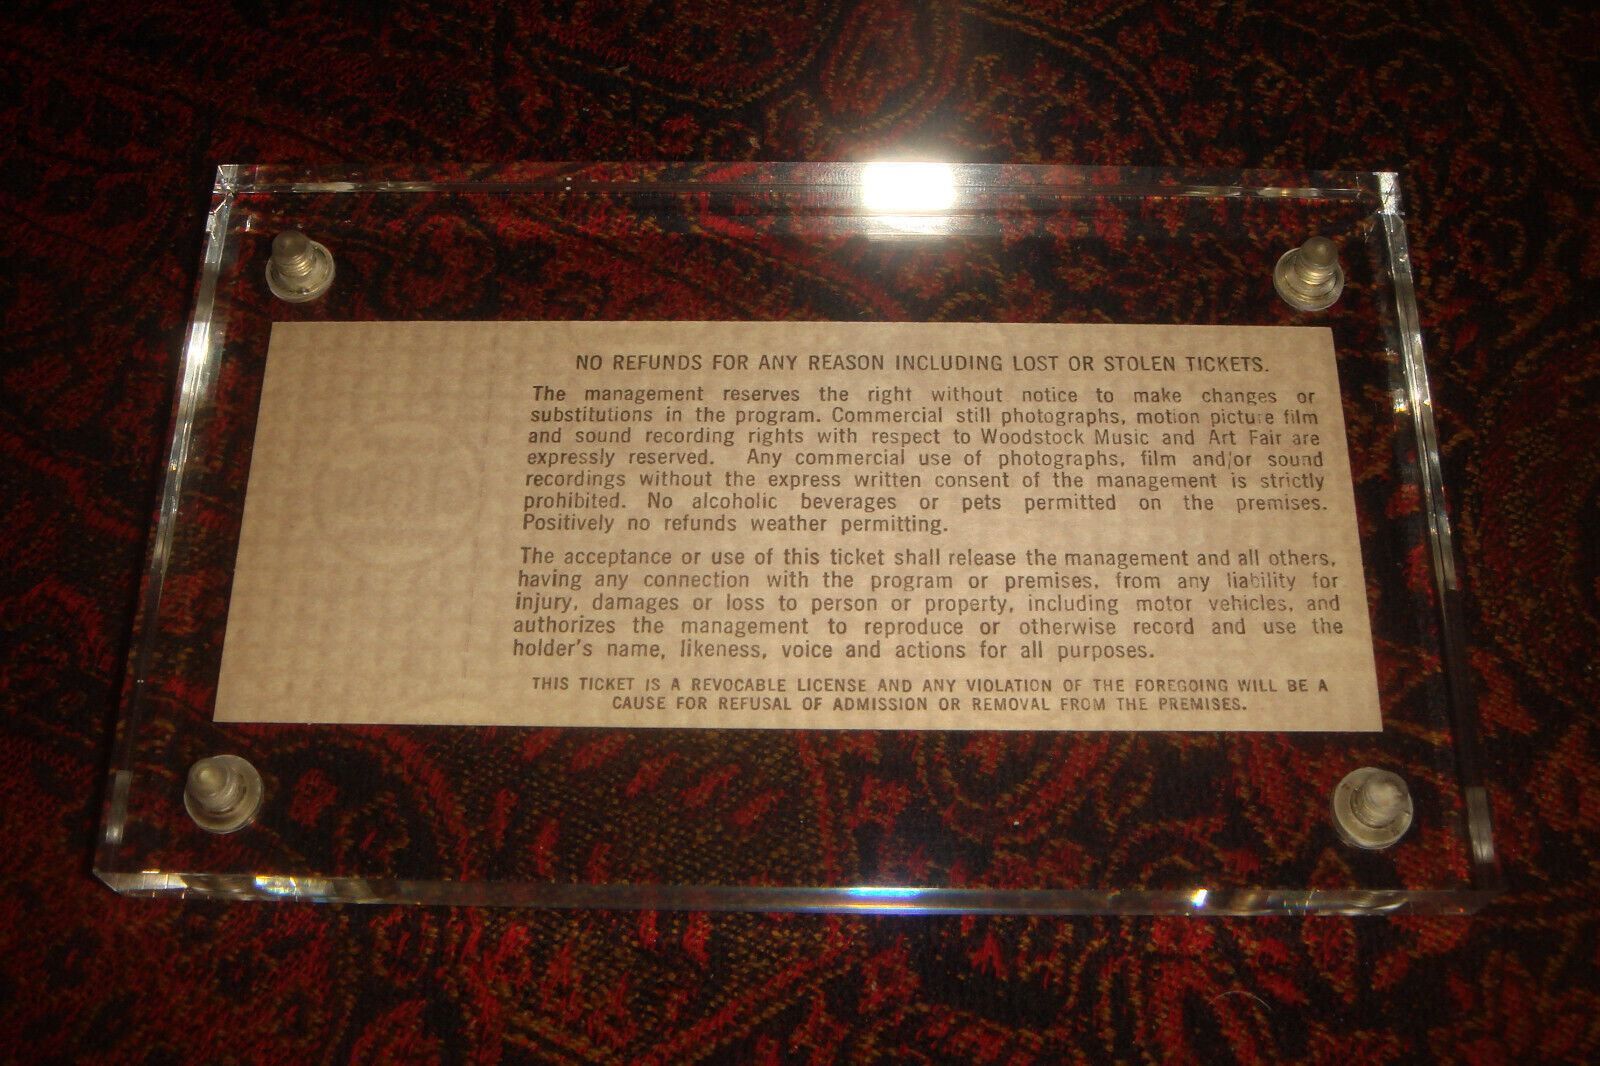 NO REFUNDS FOR ANY REASON INCLUDING LOST OR STOLEN TICKETS.
The management reserves the right without notice to make changes or
substitutions in the program. Commercial still photographs, motion picture film
and sound recording rights with respect to Woodstock Music and Art Fair are
expressly reserved. Any commercial use of photographs, film and/or sound
recordings without the express written consent of the management is strictly
prohibited. No alcoholic beverages or pets permitted on the premises.
Positively no refunds weather permitting.
The acceptance or use of this ticket shall release the management and all others,
having any connection with the program or premises, from any liability for
injury, damages or loss to person or property, including motor vehicles, and
authorizes the management to reproduce or otherwise record and use the
holder's name, likeness, voice and actions for all purposes.
THIS TICKET IS A REVOCABLE LICENSE AND ANY VIOLATION OF THE FOREGOING WILL BE A
CAUSE FOR REFUSAL OF ADMISSION OR REMOVAL FROM THE PREMISES.